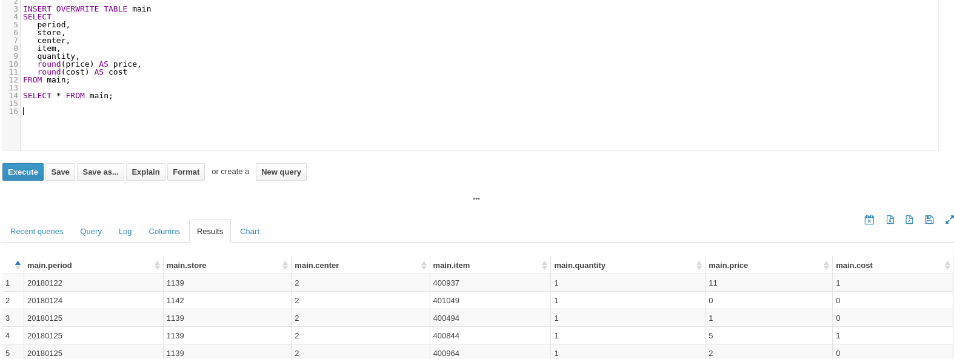 2
3 INSERT OVERWRITE TABLE main
4 SELECT
5 period,
6 store,
7 center,
8 item,
9 quantity,
10 round(price) AS price,
11 round(cost) AS cost
12 FROM main;
13
14 SELECT * FROM main;
15
16
Execute Save Save as... Explain Format or create a New query
Recent queries Query Log Columns Results Chart
main.period main.store main.center main.item main.quantity main.price main.cost
1 20180122 1139 2 400937 1 11 1
2 20180124 1142 2 401049 1 0 0
3 20180125 1139 2 400494 1 1 0
4 20180125 1139 2 400844 1 5 1
5 20180125 1139 2 400964 1 2 0